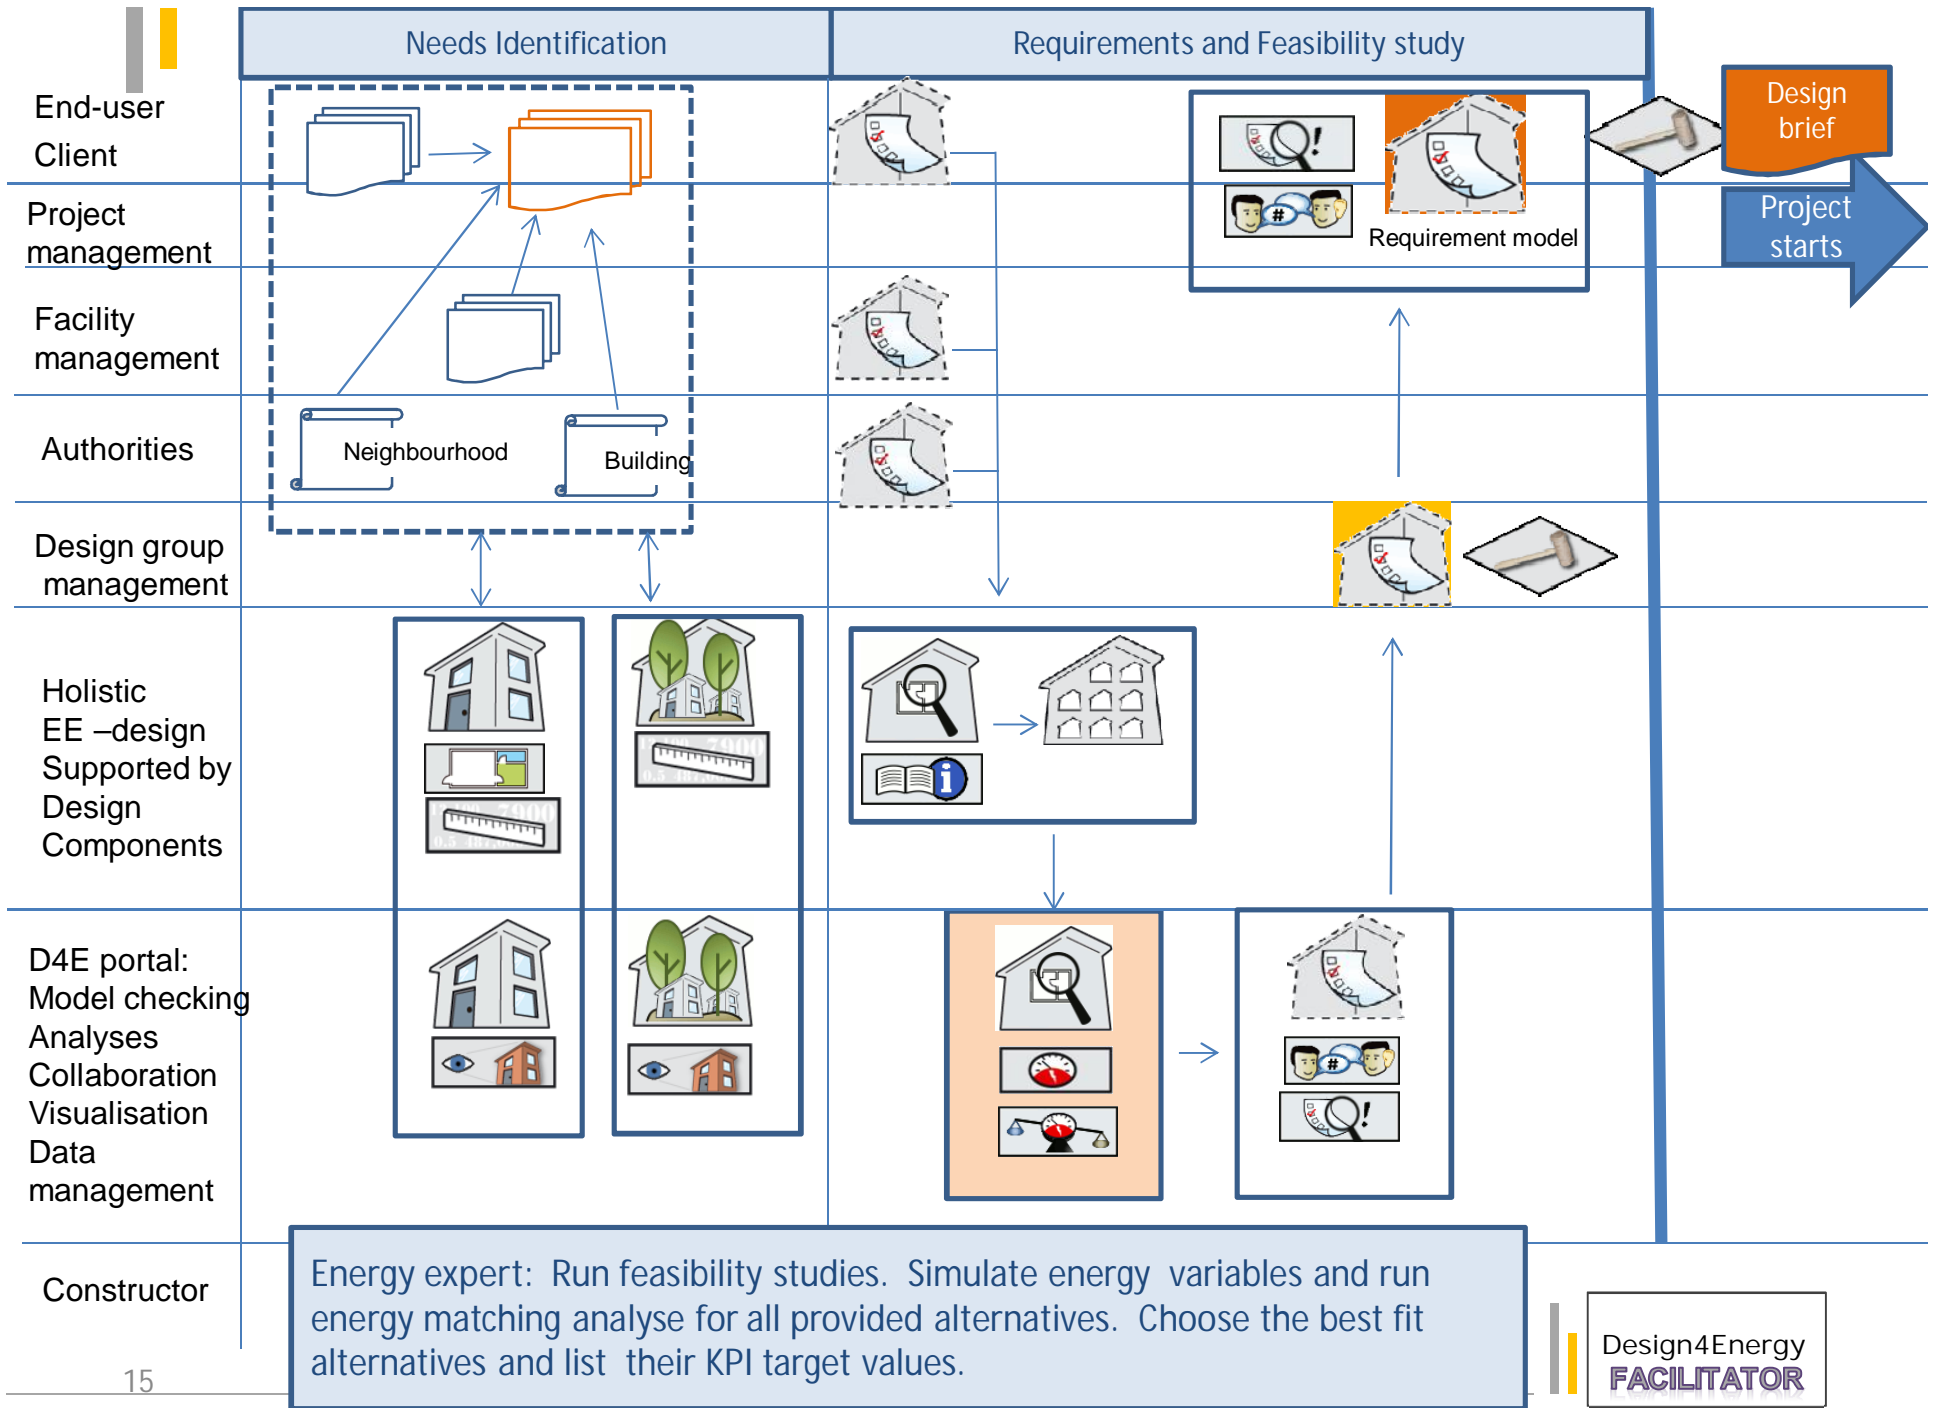 Needs Identification
Requirements and Feasibility study
End-user
Client
Design
brief
Project
management
Project
starts
#
!
Requirement model
Facility
management
Authorities
Neighbourhood
Building
Design group
management
Holistic
EE –design
Supported by
Design
Components
7900
7900
i
D4E portal:
Model checking
Analyses
Collaboration
Visualisation
Data
management
#
!
Constructor
Energy expert: Run feasibility studies. Simulate energy variables and run
energy matching analyse for all provided alternatives. Choose the best fit
alternatives and list their KPI target values.
15
Design4Energy
FACILITATOR